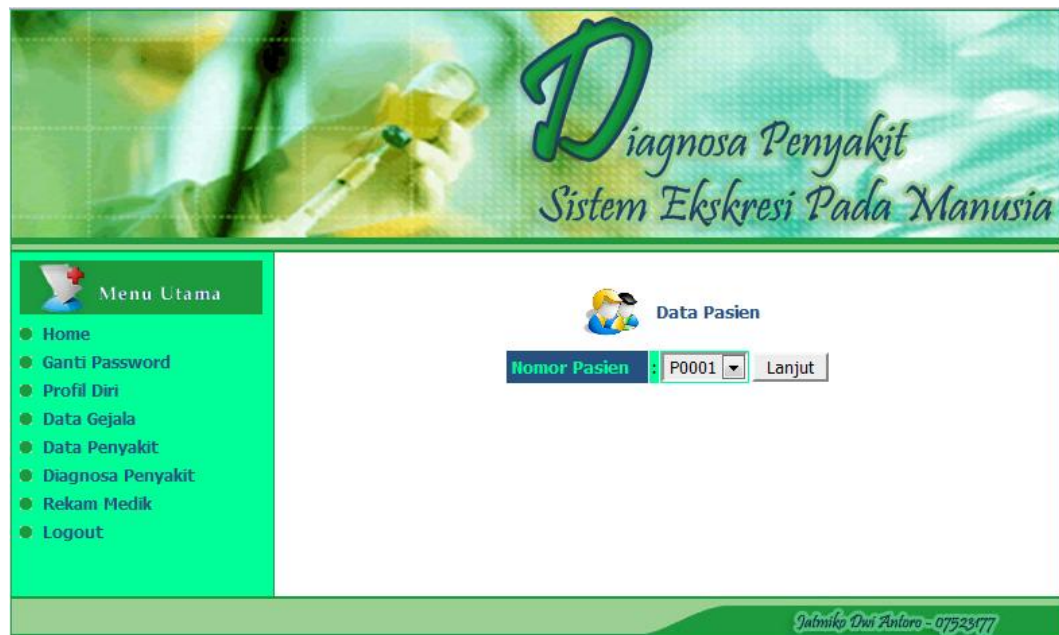 Diagnosa Penyakit
Sistem Ekskresi Pada Manusia
Menu Utama
Home
Ganti Password
Profil Diri
Data Gejala
Data Penyakit
Diagnosa Penyakit
Rekam Medik
Logout
Data Pasien
Nomor Pasien : P0001 Lanjut
Jatmiko Dwi Antoro - 07523177